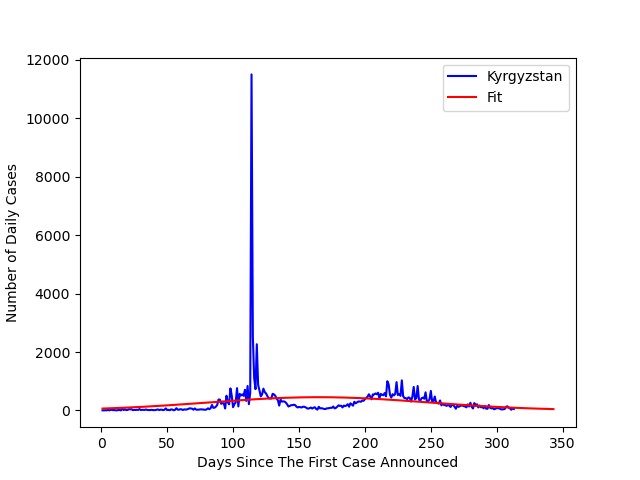 Kyrgyzstan
Fit
12000
10000
8000
6000
4000
2000
0
Number of Daily Cases
0 50 100 150 200 250 300 350
Days Since The First Case Announced